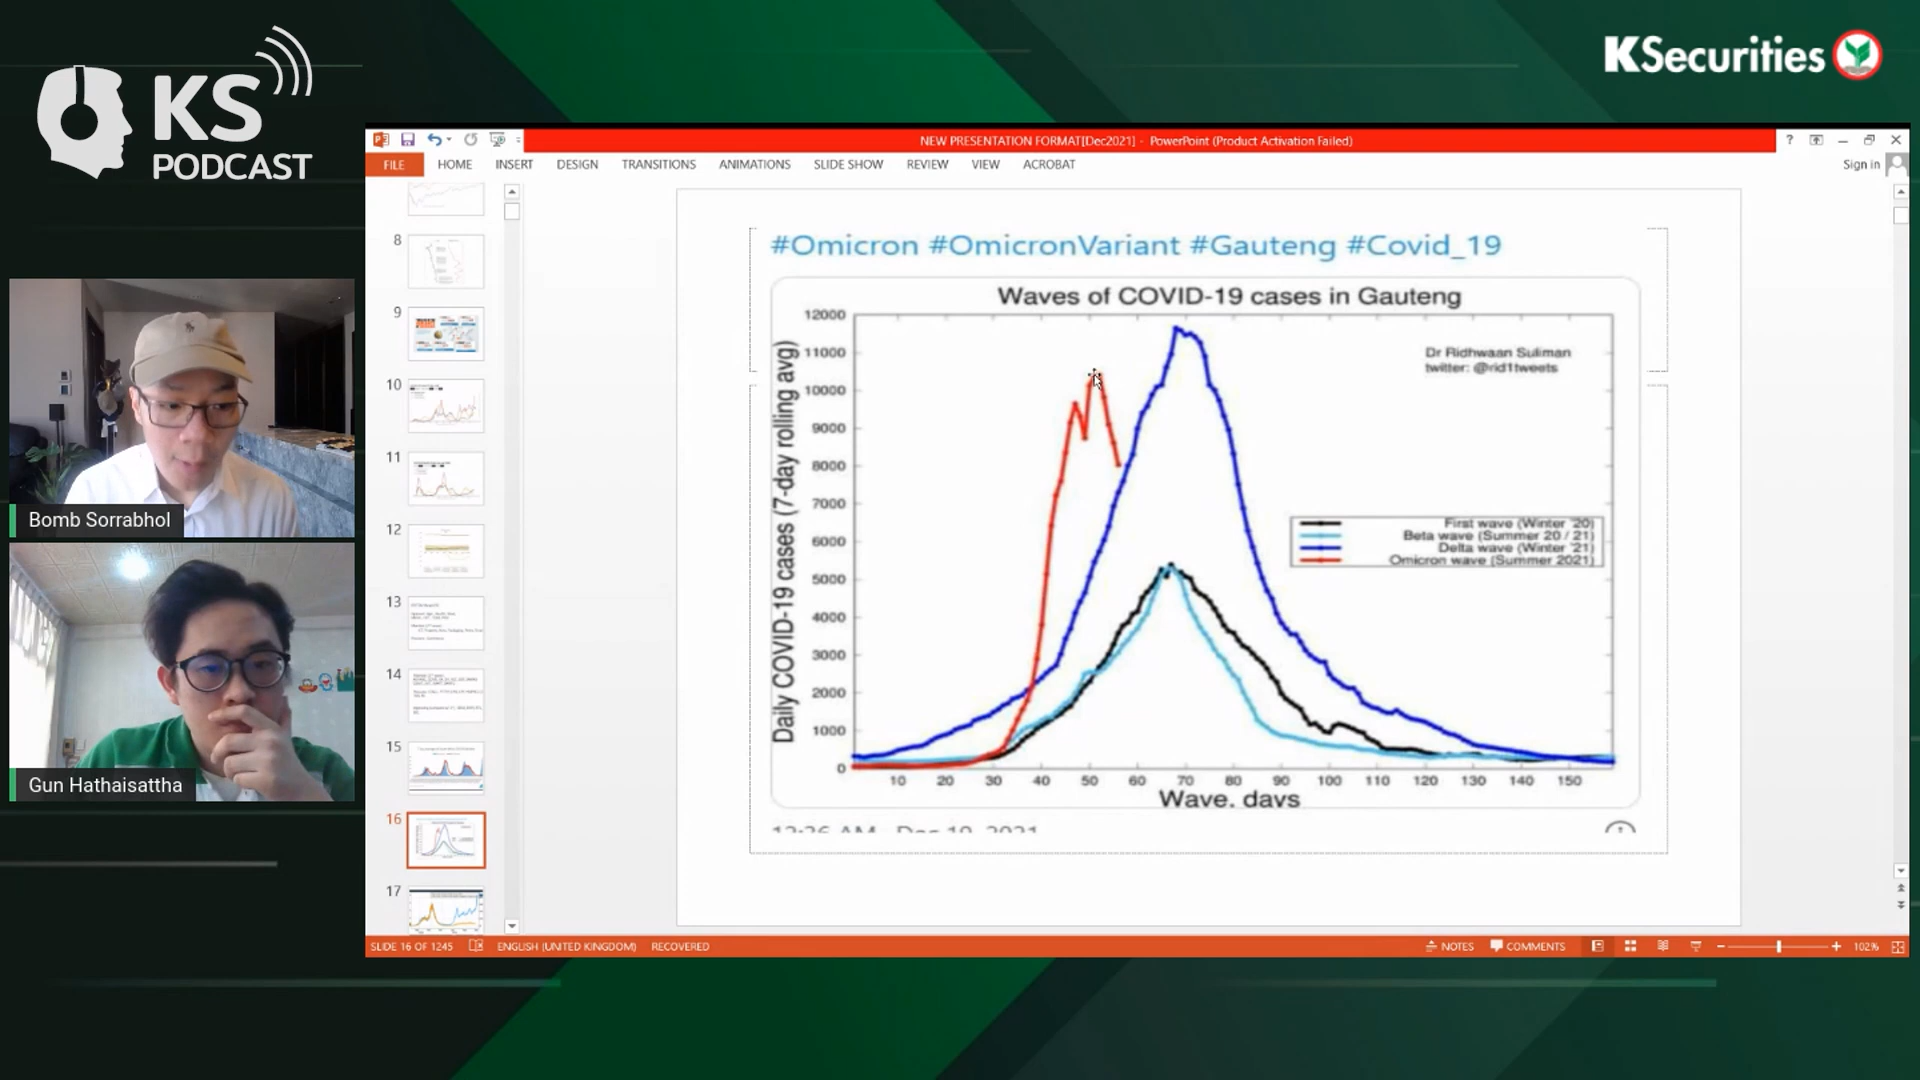 KS
PODCAST
KSecurities
NEW PRESENTATION FORMAT[Dec2021] - PowerPoint (Product Activation Failed)
?
FILE HOME INSERT DESIGN TRANSITIONS ANIMATIONS SLIDE SHOW REVIEW VIEW ACROBAT
Sign in
8
9
10
11
12
13
14
15
16
17
#Omicron #OmicronVariant #Gauteng #Covid_19
Waves of COVID-19 cases in Gauteng
Dr Ridhwaan Suliman
twitter: @rid1tweets
Daily COVID-19 cases (7-day rolling avg)
12000
11000
10000
9000
8000
7000
6000
5000
4000
3000
2000
1000
0
First wave (Winter '20)
Beta wave (Summer 20 / 21)
Delta wave (Winter '21)
Omicron wave (Summer 2021)
10 20 30 40 50 60 70 80 90 100 110 120 130 140 150
Wave, days
Bomb Sorrabhol
Gun Hathaisattha
SLIDE 16 OF 1245 ENGLISH (UNITED KINGDOM) RECOVERED NOTES COMMENTS 102%